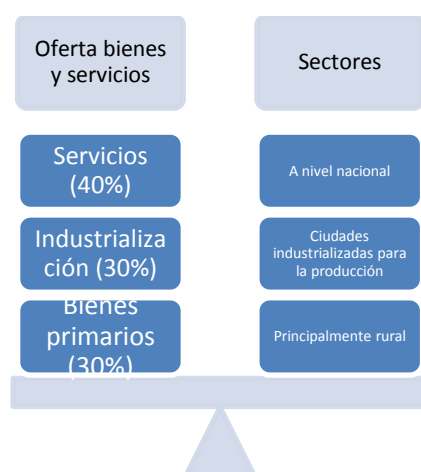 Oferta bienes
y servicios
Sectores
Servicios
(40%)
A nivel nacional
Industrializa
ción (30%)
Ciudades
industrializadas para
la producción
Bienes
primarios
(30%)
Principalmente rural